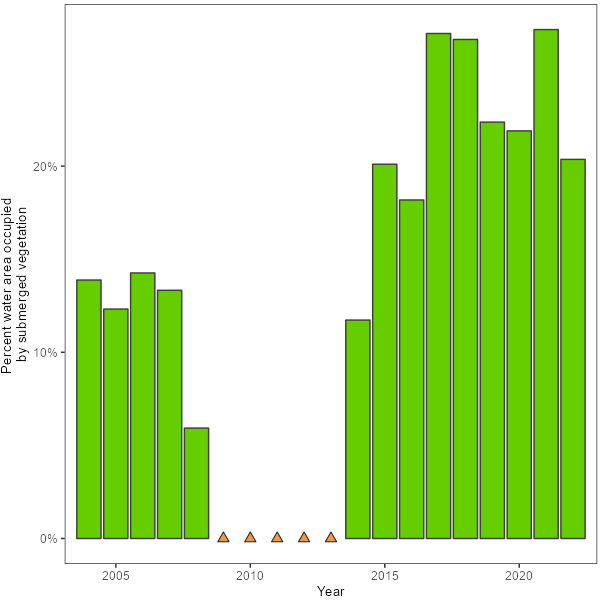 Percent water area occupied
by submerged vegetation
20%
10%
0%
2005
2010
2015
2020
Year